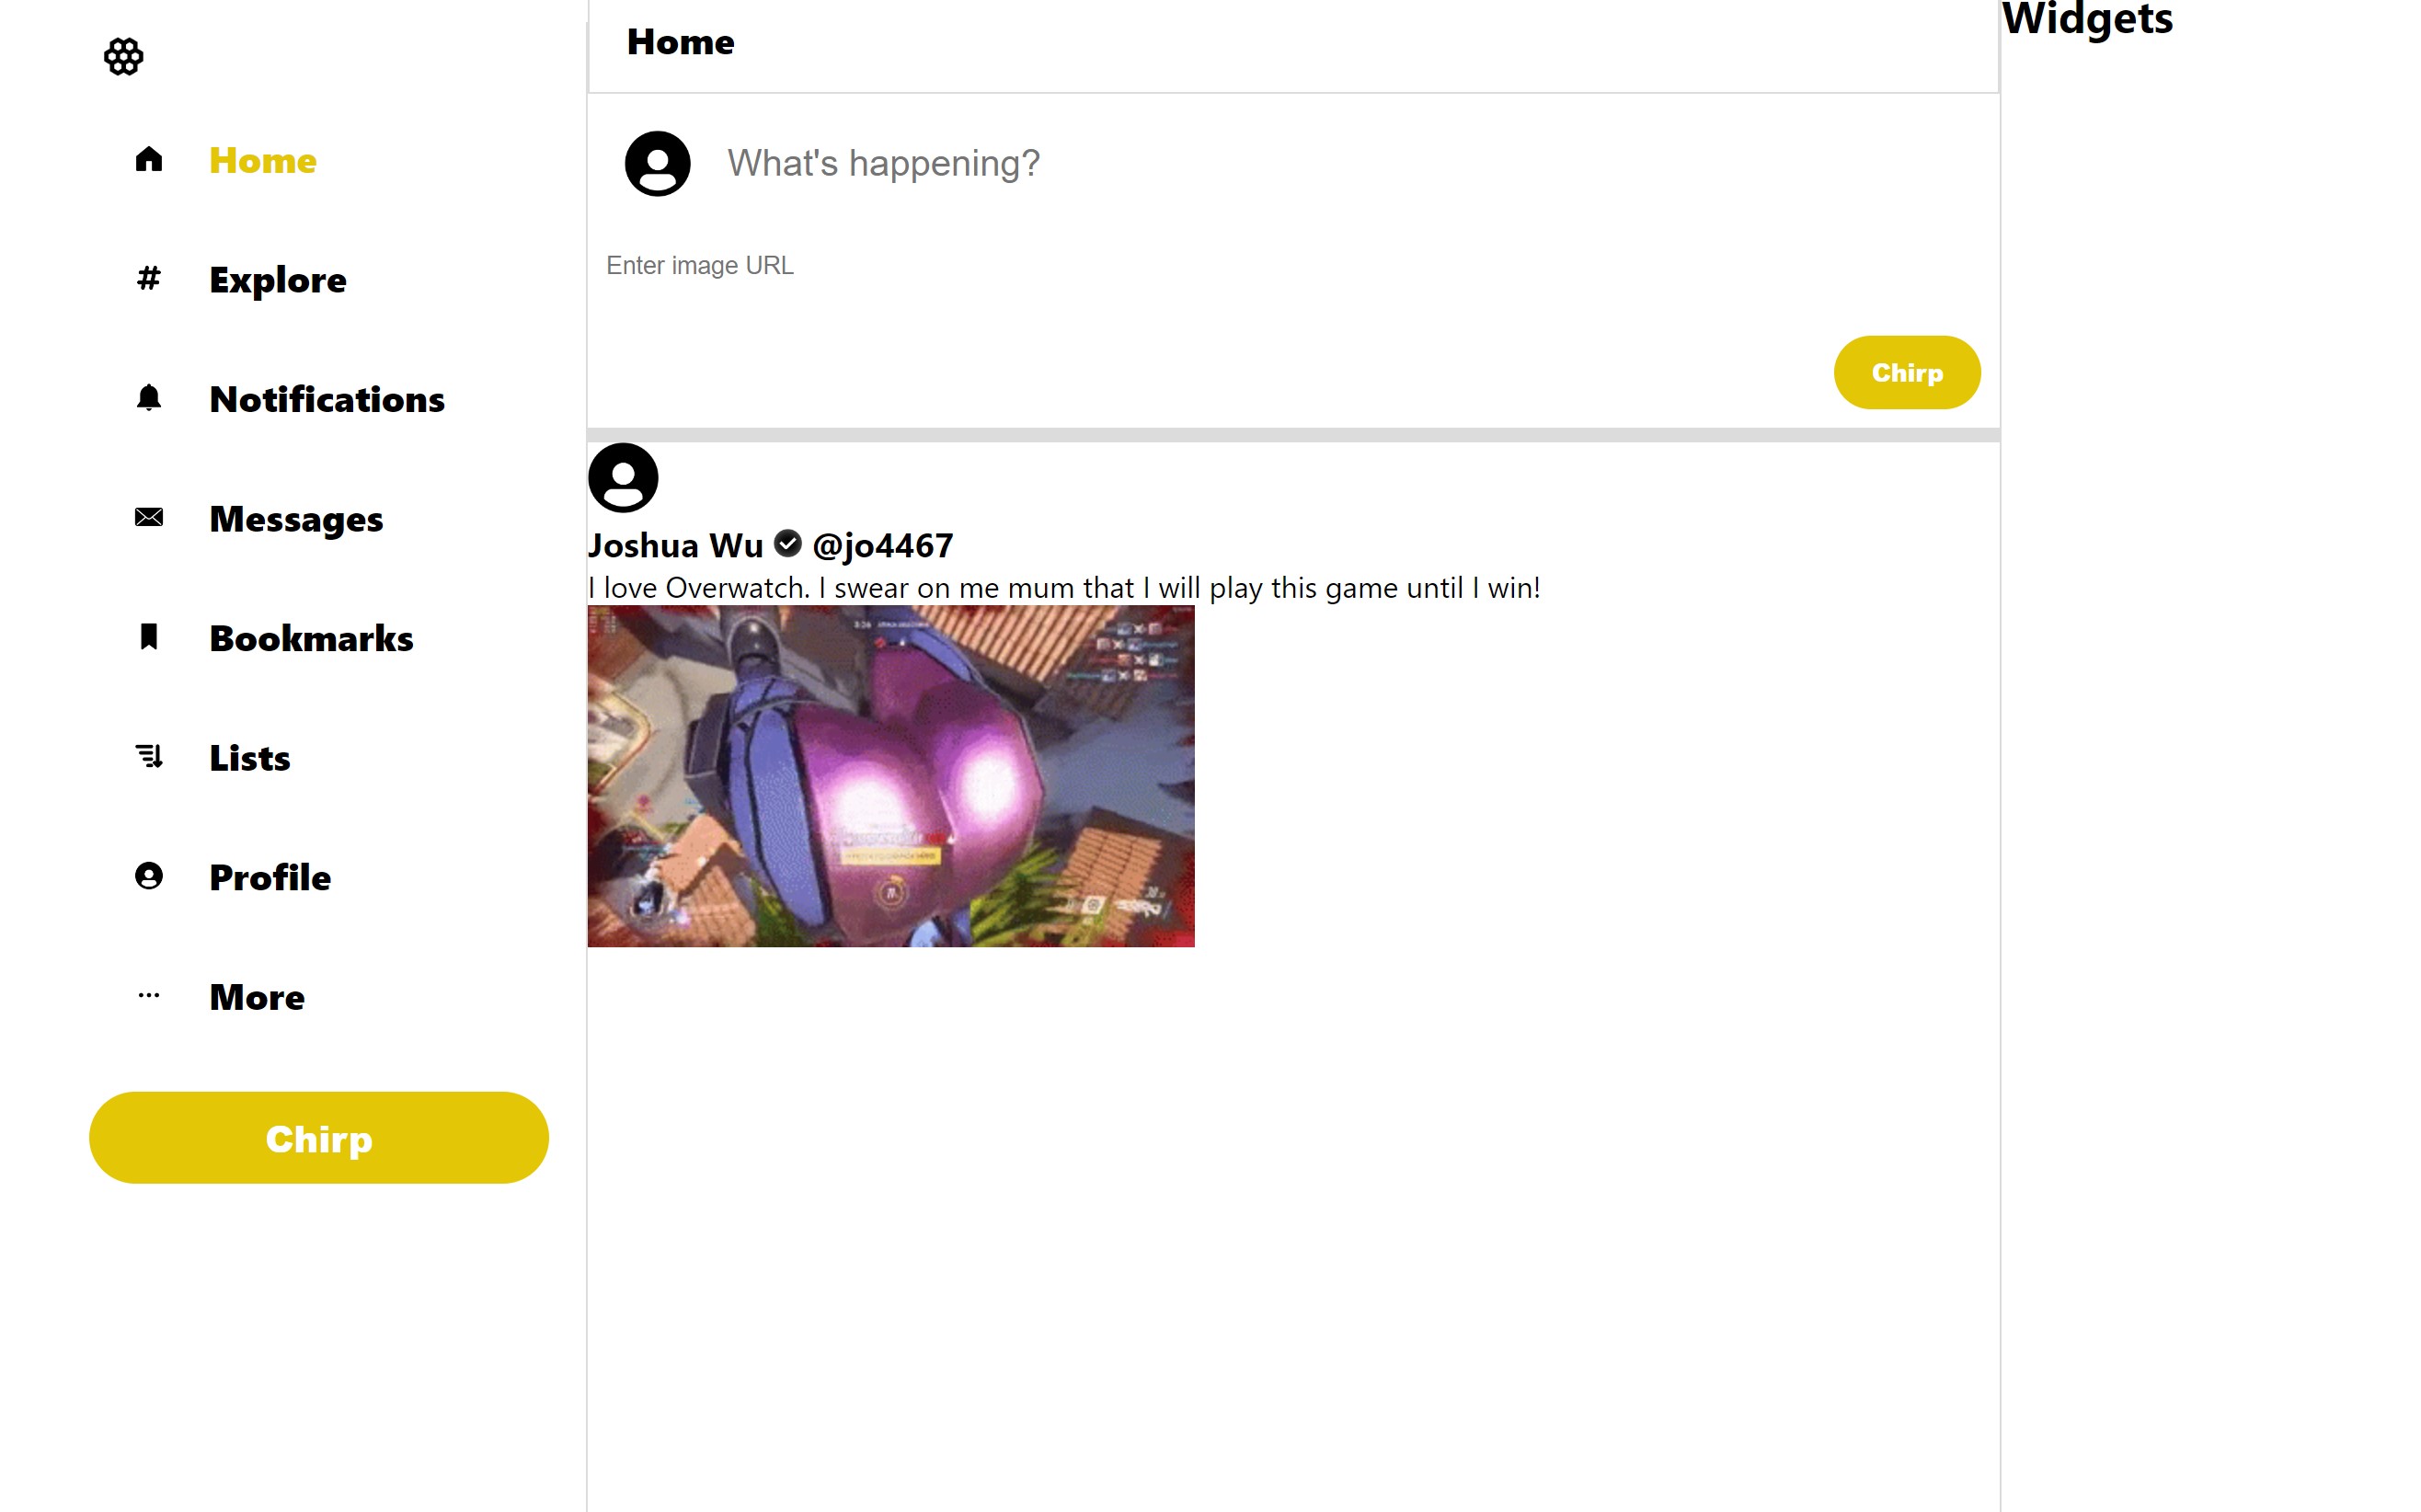 Home
Explore
Notifications
Messages
Bookmarks
Lists
Profile
More
Chirp
Home
What's happening?
Enter image URL
Chirp
Joshua Wu @jo4467
I love Overwatch. I swear on me mum that I will play this game until I win!
Widgets